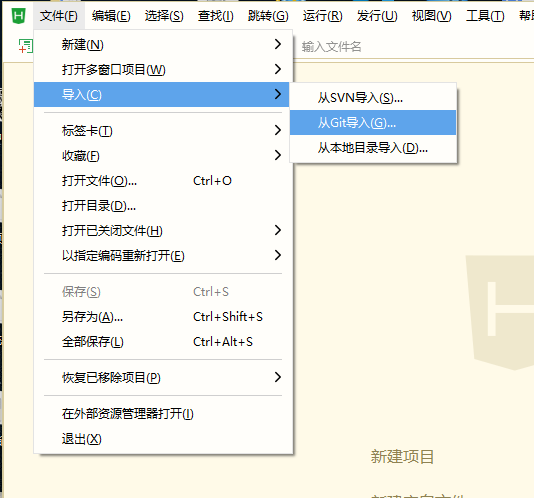 文件(F) 编辑(E) 选择(S) 查找(I) 跳转(G) 运行(R) 发行(U) 视图(V) 工具(T)
新建(N) 输入文件名
打开多窗口项目(W)
导入(C)
从SVN导入(S)...
从Git导入(G)...
从本地目录导入(D)...
标签卡(T)
收藏(F)
打开文件(O)... Ctrl+O
打开目录(D)...
打开已关闭文件(H)
以指定编码重新打开(E)
保存(S) Ctrl+S
另存为(A)... Ctrl+Shift+S
全部保存(L) Ctrl+Alt+S
恢复已移除项目(P)
在外部资源管理器打开(I)
退出(X)
新建项目